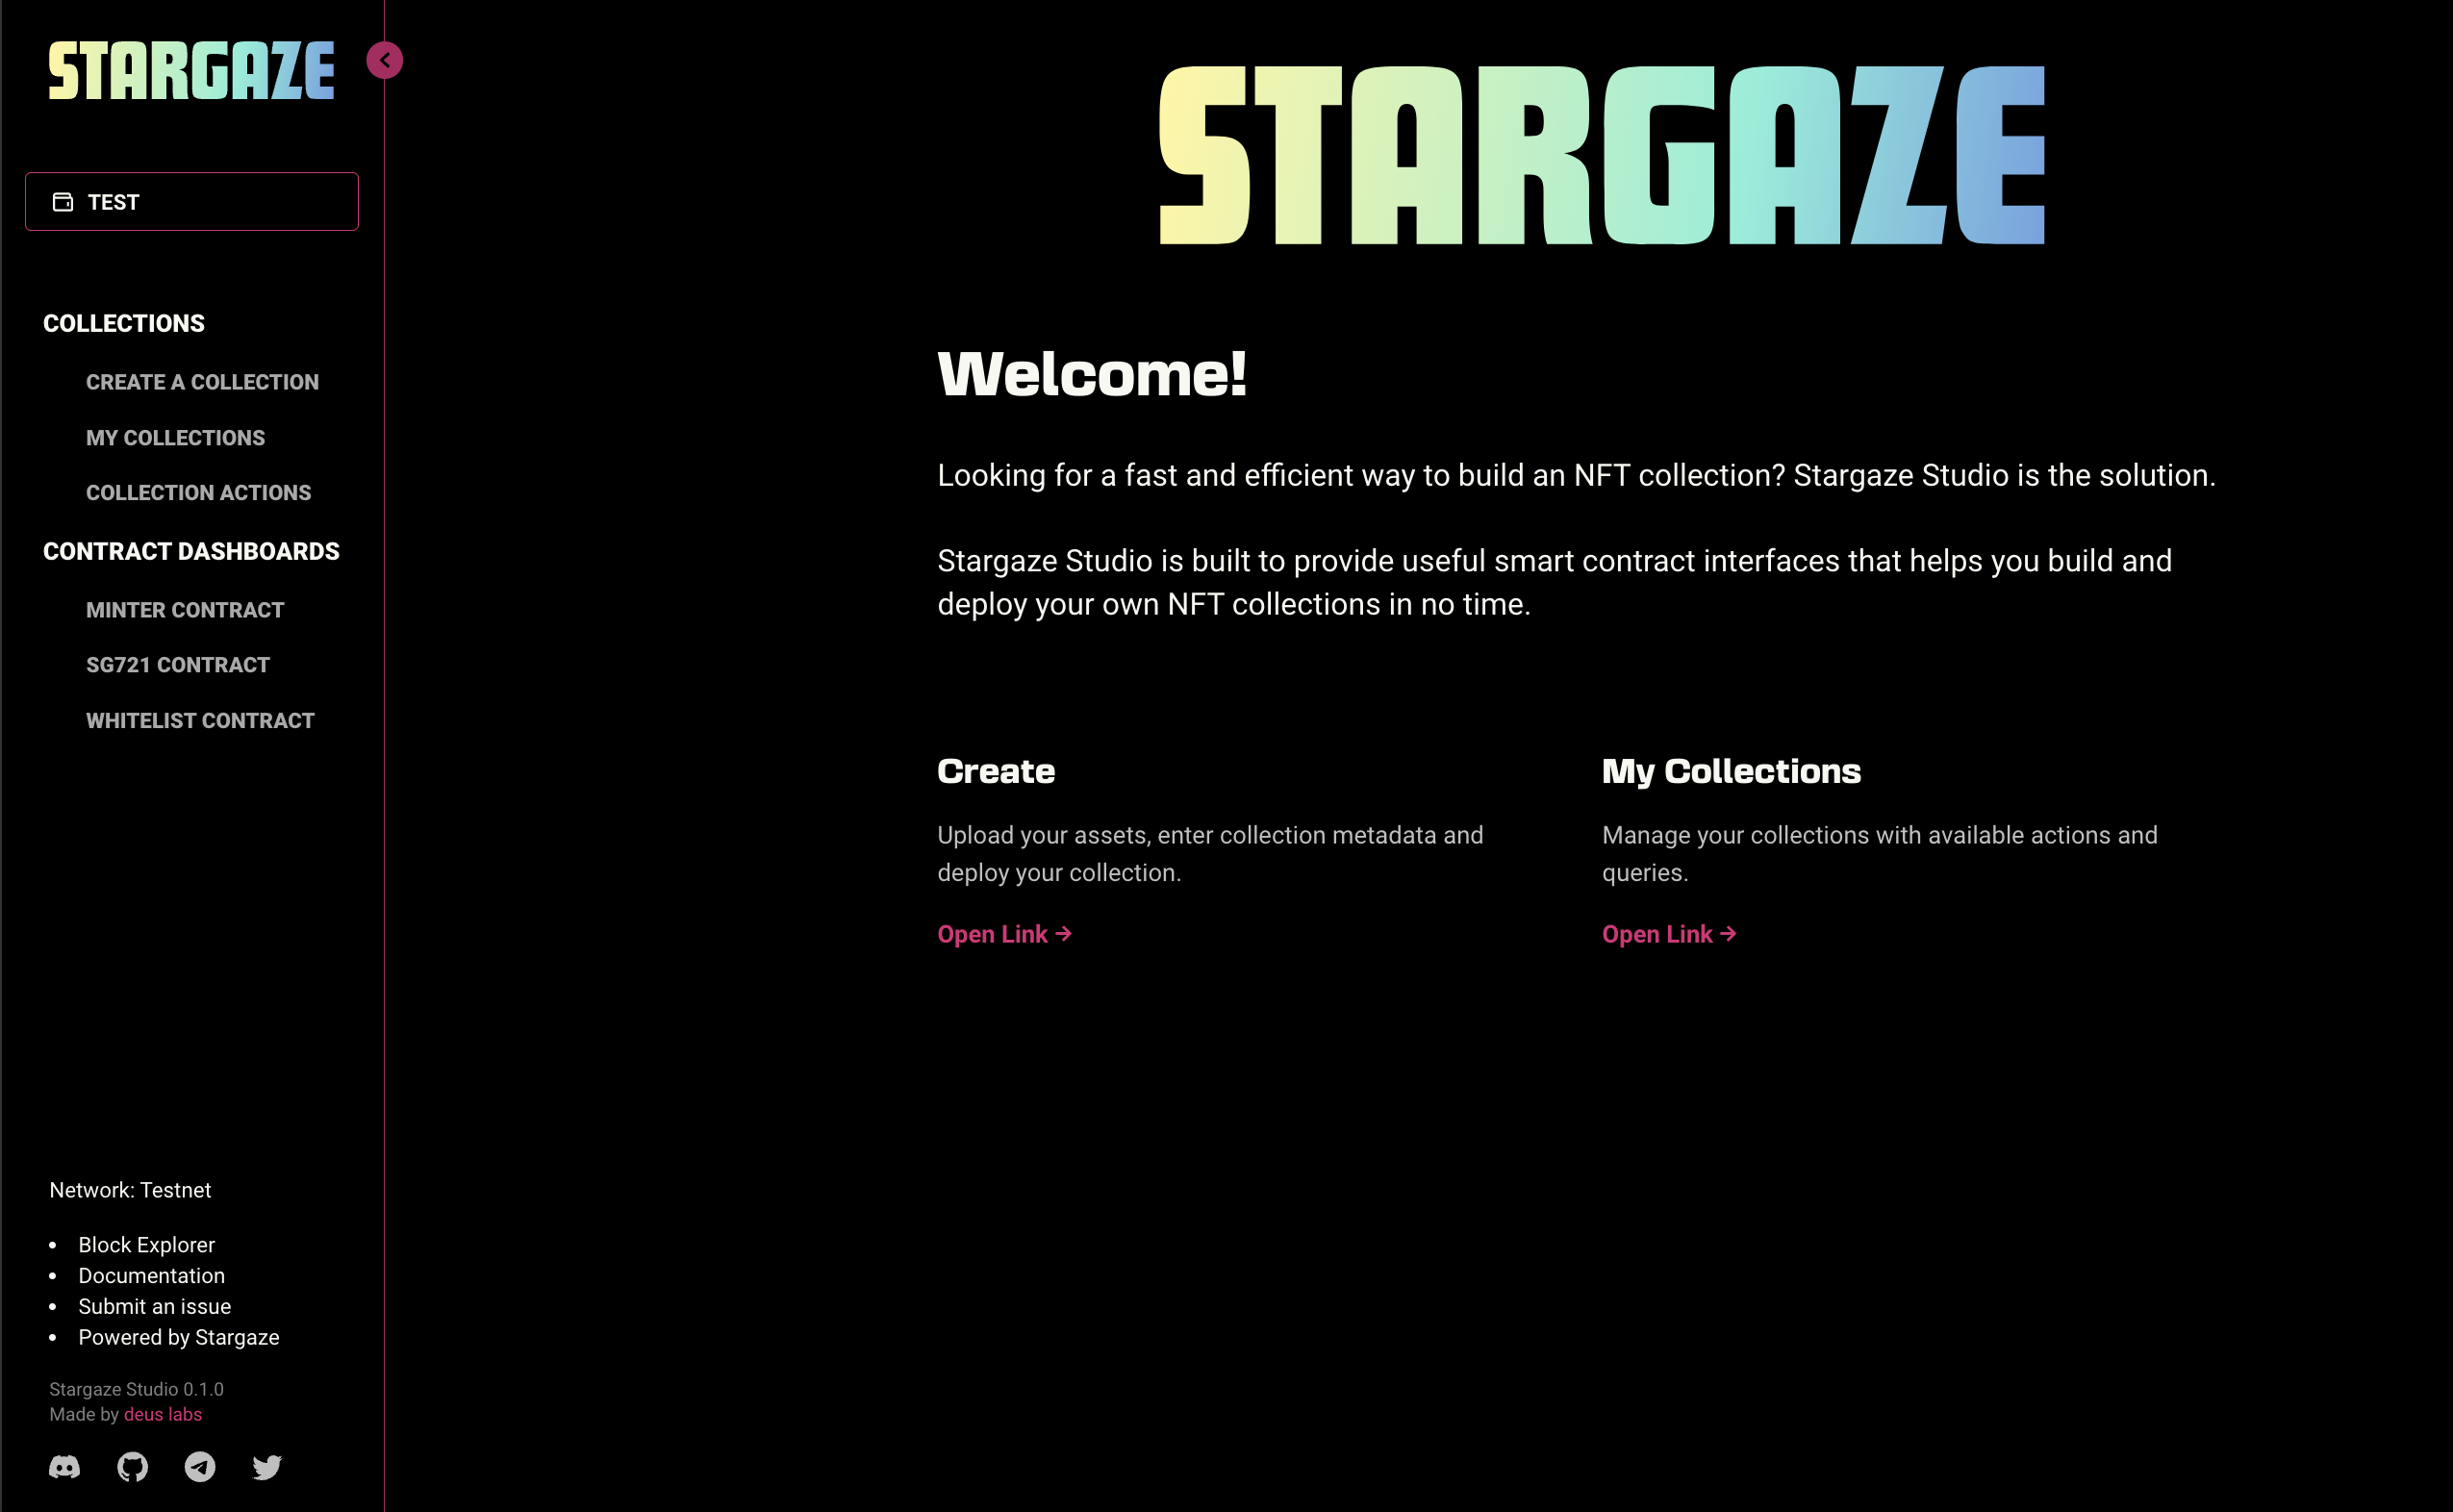 STARGAZE
TEST
COLLECTIONS
CREATE A COLLECTION
MY COLLECTIONS
COLLECTION ACTIONS
CONTRACT DASHBOARDS
MINTER CONTRACT
SG721 CONTRACT
WHITELIST CONTRACT
Network: Testnet
Block Explorer
Documentation
Submit an issue
Powered by Stargaze
Stargaze Studio 0.1.0
Made by deus labs
STARGAZE
Welcome!
Looking for a fast and efficient way to build an NFT collection? Stargaze Studio is the solution.
Stargaze Studio is built to provide useful smart contract interfaces that helps you build and
deploy your own NFT collections in no time.
Create
Upload your assets, enter collection metadata and
deploy your collection.
Open Link →
My Collections
Manage your collections with available actions and
queries.
Open Link →